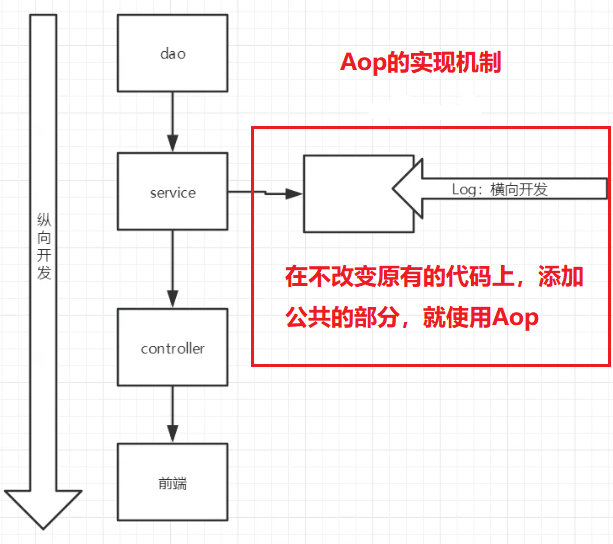 dao
Aop的实现机制
纵向开发
service
Log：横向开发
在不改变原有的代码上，添加
公共的部分，就使用Aop
controller
前端